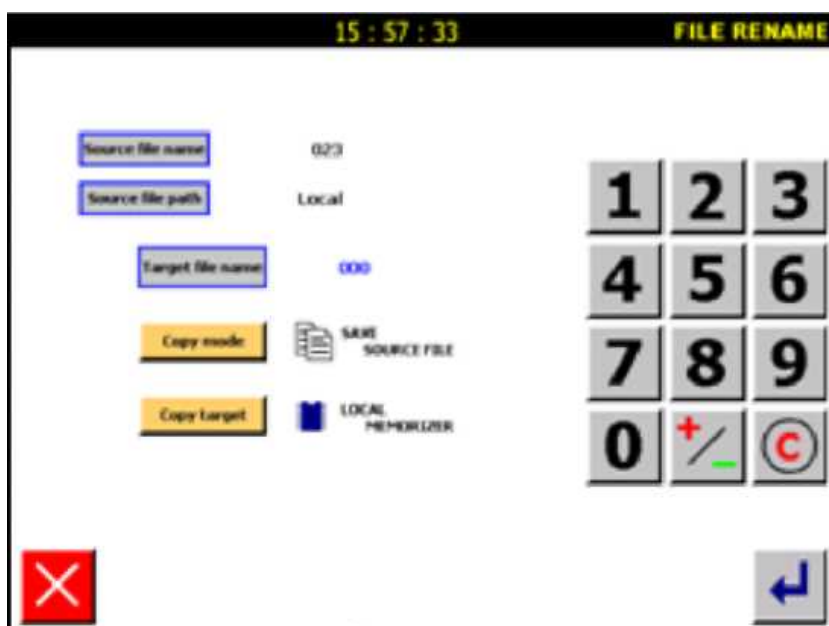 15 : 57 : 33
FILE RENAME
Source file name
023
Source file path
Local
Target file name
000
Copy mode
SAVE
SOURCE FILE
Copy target
LOCAL
MEMORIZER
1 2 3
4 5 6
7 8 9
0 +/- C